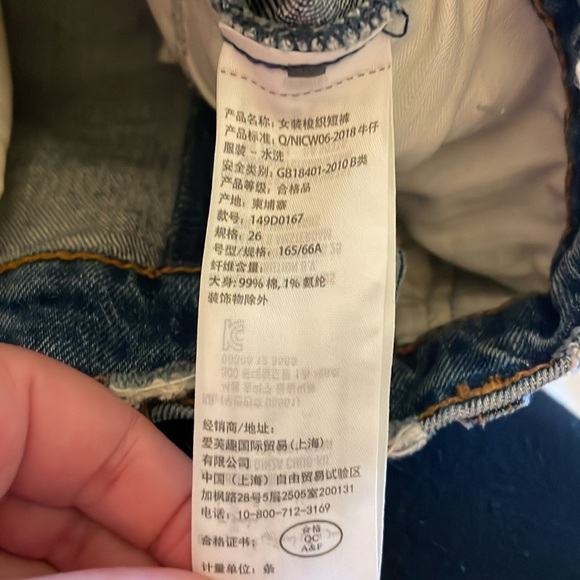 产品名称：女装梭织短裤
产品标准：Q/NICW06-2018 牛仔
服装 - 水洗
安全类别：GB18401-2010 B类
产品等级：合格品
产地：柬埔寨
款号：149D0167
规格：26
号型/规格：165/66A
纤维含量：
大身：99% 棉, 1% 氨纶
装饰物除外
经销商/地址：
爱芙趣国际贸易（上海）
有限公司
中国（上海）自由贸易试验区
加枫路28号5层2505室200131
电话：10-800-712-3169
合格证书：
合格
QC
A&F
计量单位：条